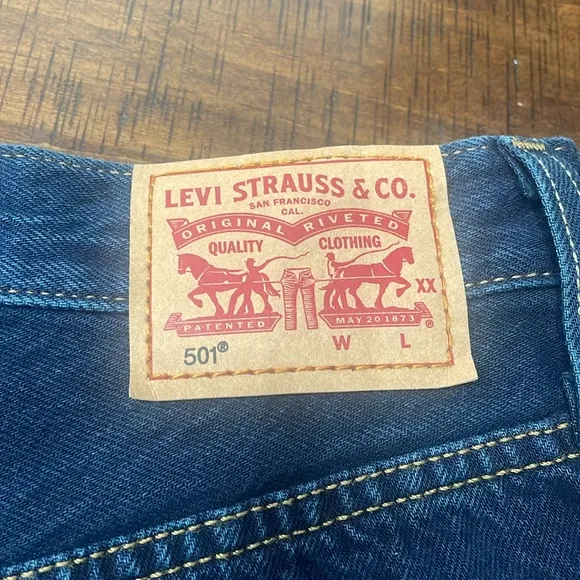 LEVI STRAUSS & CO.
SAN FRANCISCO
CAL.
ORIGINAL RIVETED
QUALITY CLOTHING
XX
PATENTED MAY 20 1873 ®
501® W L